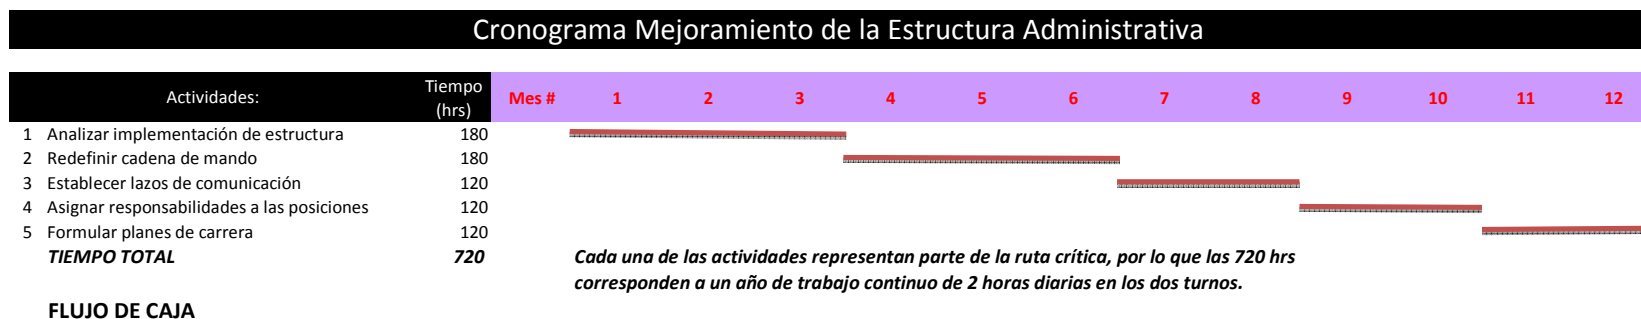 Cronograma Mejoramiento de la Estructura Administrativa
Actividades: Tiempo (hrs) Mes # 1 2 3 4 5 6 7 8 9 10 11 12
1 Analizar implementación de estructura 180
2 Redefinir cadena de mando 180
3 Establecer lazos de comunicación 120
4 Asignar responsabilidades a las posiciones 120
5 Formular planes de carrera 120
TIEMPO TOTAL 720
Cada una de las actividades representan parte de la ruta crítica, por lo que las 720 hrs
corresponden a un año de trabajo continuo de 2 horas diarias en los dos turnos.
FLUJO DE CAJA